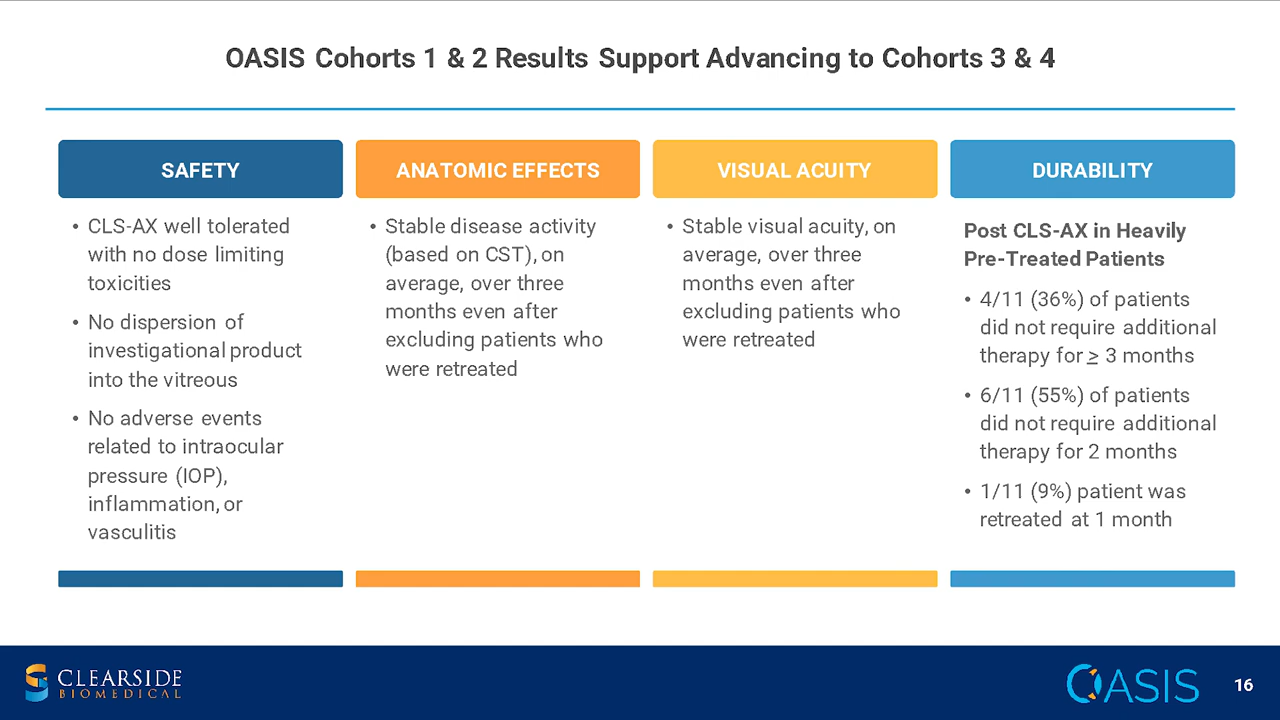 OASIS Cohorts 1 & 2 Results Support Advancing to Cohorts 3 & 4
SAFETY
• CLS-AX well tolerated
with no dose limiting
toxicities
• No dispersion of
investigational product
into the vitreous
• No adverse events
related to intraocular
pressure (IOP),
inflammation, or
vasculitis
ANATOMIC EFFECTS
• Stable disease activity
(based on CST), on
average, over three
months even after
excluding patients who
were retreated
VISUAL ACUITY
• Stable visual acuity, on
average, over three
months even after
excluding patients who
were retreated
DURABILITY
Post CLS-AX in Heavily
Pre-Treated Patients
• 4/11 (36%) of patients
did not require additional
therapy for ≥ 3 months
• 6/11 (55%) of patients
did not require additional
therapy for 2 months
• 1/11 (9%) patient was
retreated at 1 month
CLEARSIDE
BIOMEDICAL
OASIS
16